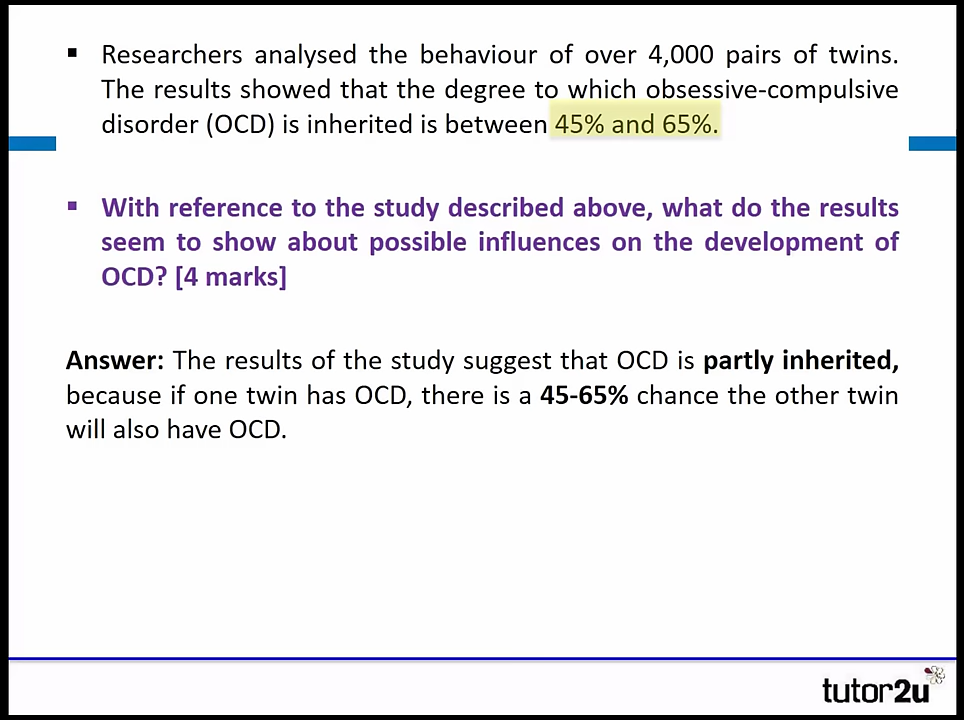 ▪ Researchers analysed the behaviour of over 4,000 pairs of twins.
The results showed that the degree to which obsessive-compulsive
disorder (OCD) is inherited is between 45% and 65%.
▪ With reference to the study described above, what do the results
seem to show about possible influences on the development of
OCD? [4 marks]
Answer: The results of the study suggest that OCD is partly inherited,
because if one twin has OCD, there is a 45-65% chance the other twin
will also have OCD.
tutor2u